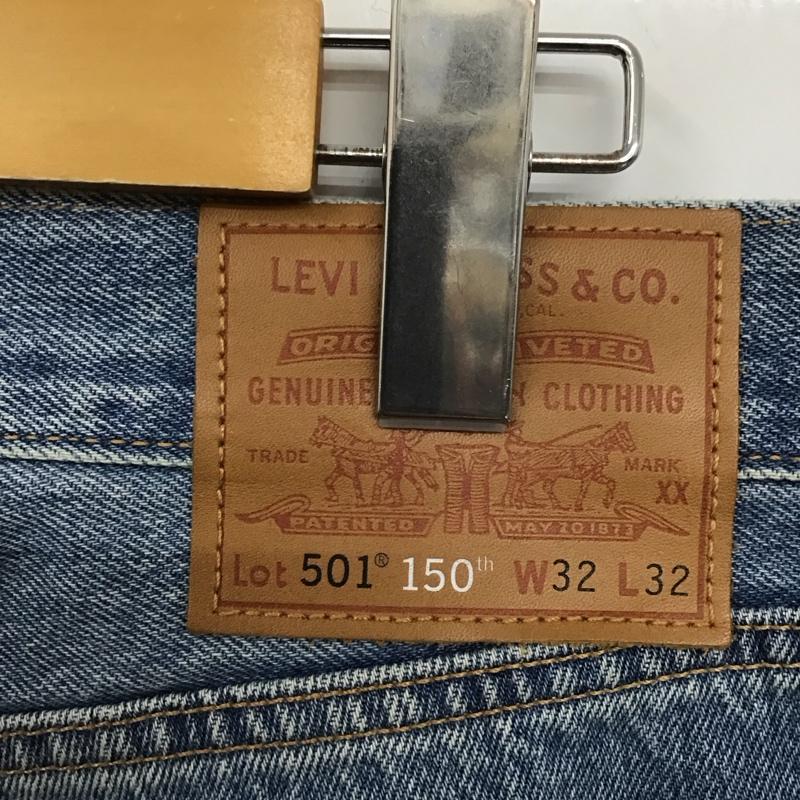 LEVI SS & CO.
CAL.
ORIG VETED
GENUINE CLOTHING
TRADE MARK
XX
PATENTED MAY 20 1873
Lot 501® 150th W32 L32